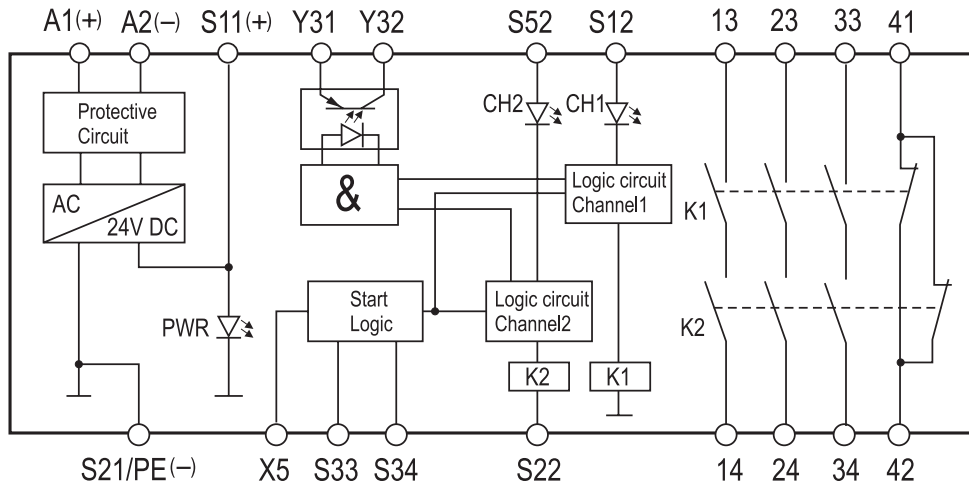 A1(+) A2(−) S11(+) Y31 Y32 S52 S12 13 23 33 41
CH2 CH1
Protective
Circuit
AC
24V DC
&
Logic circuit
Channel1
K1
Start
Logic
Logic circuit
Channel2
PWR
K2
K2 K1
S21/PE(−) X5 S33 S34 S22 14 24 34 42